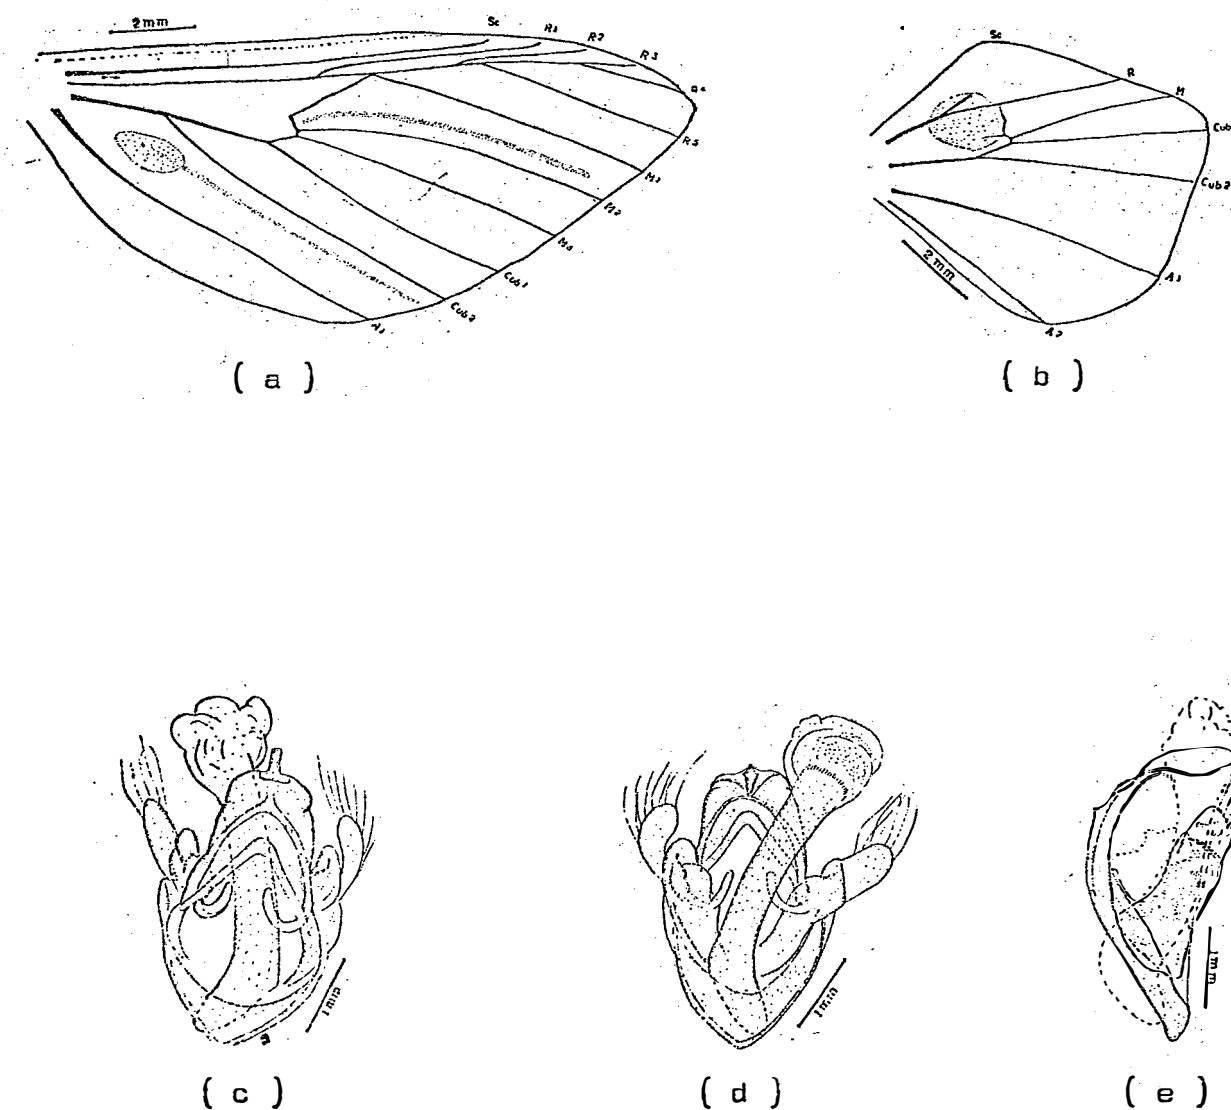 2mm
Sc
R1
R2
R3
R5
M1
M2
M3
Cub1
Cub2
A1
( a )
Sc
R
M
Cub
Cub2
A1
A2
2mm
( b )
1mm
( c )
1mm
( d )
1mm
( e )